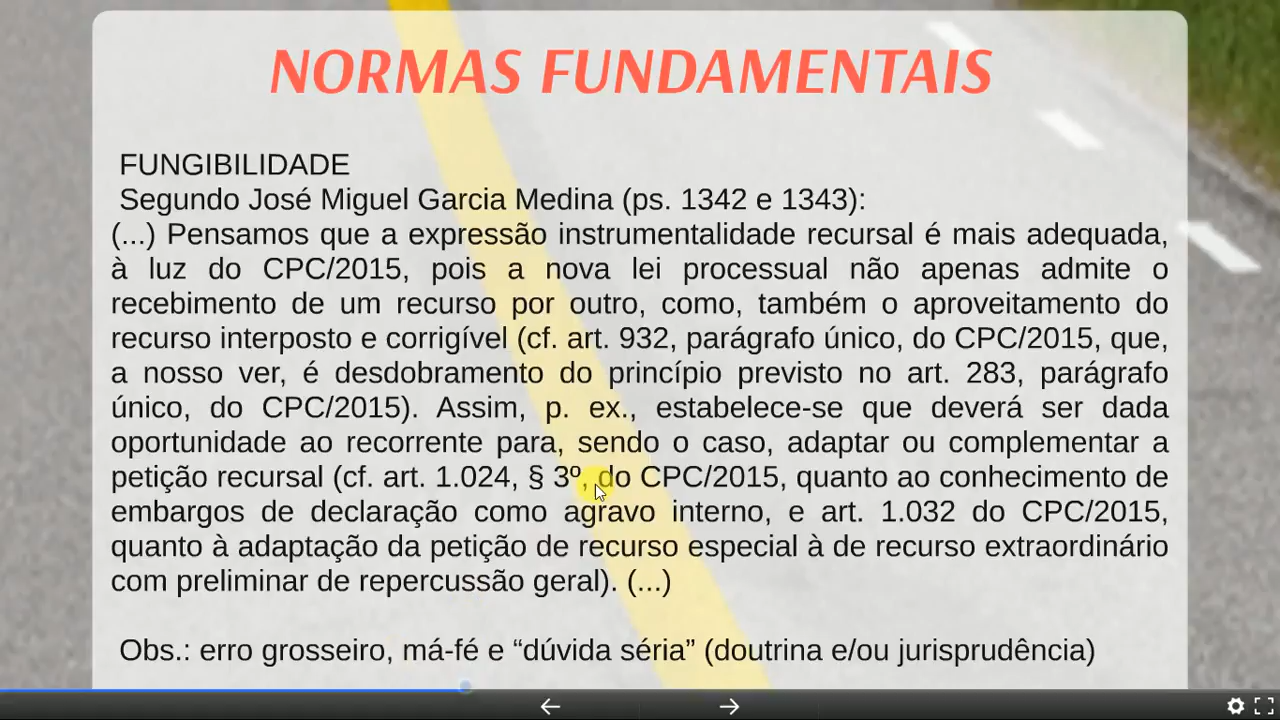 NORMAS FUNDAMENTAIS
FUNGIBILIDADE
Segundo José Miguel Garcia Medina (ps. 1342 e 1343):
(...) Pensamos que a expressão instrumentalidade recursal é mais adequada,
à luz do CPC/2015, pois a nova lei processual não apenas admite o
recebimento de um recurso por outro, como, também o aproveitamento do
recurso interposto e corrigível (cf. art. 932, parágrafo único, do CPC/2015, que,
a nosso ver, é desdobramento do princípio previsto no art. 283, parágrafo
único, do CPC/2015). Assim, p. ex., estabelece-se que deverá ser dada
oportunidade ao recorrente para, sendo o caso, adaptar ou complementar a
petição recursal (cf. art. 1.024, § 3º, do CPC/2015, quanto ao conhecimento de
embargos de declaração como agravo interno, e art. 1.032 do CPC/2015,
quanto à adaptação da petição de recurso especial à de recurso extraordinário
com preliminar de repercussão geral). (...)
Obs.: erro grosseiro, má-fé e “dúvida séria” (doutrina e/ou jurisprudência)